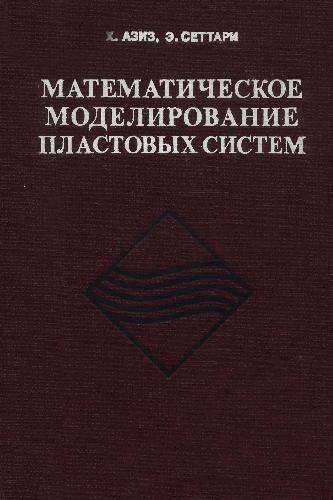 Х. АЗИЗ, Э. СЕТТАРИ
МАТЕМАТИЧЕСКОЕ
МОДЕЛИРОВАНИЕ
ПЛАСТОВЫХ СИСТЕМ